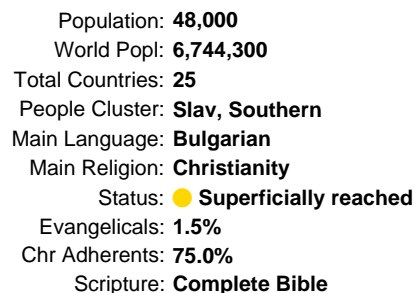 Population: 48,000
World Popl: 6,744,300
Total Countries: 25
People Cluster: Slav, Southern
Main Language: Bulgarian
Main Religion: Christianity
Status: Superficially reached
Evangelicals: 1.5%
Chr Adherents: 75.0%
Scripture: Complete Bible